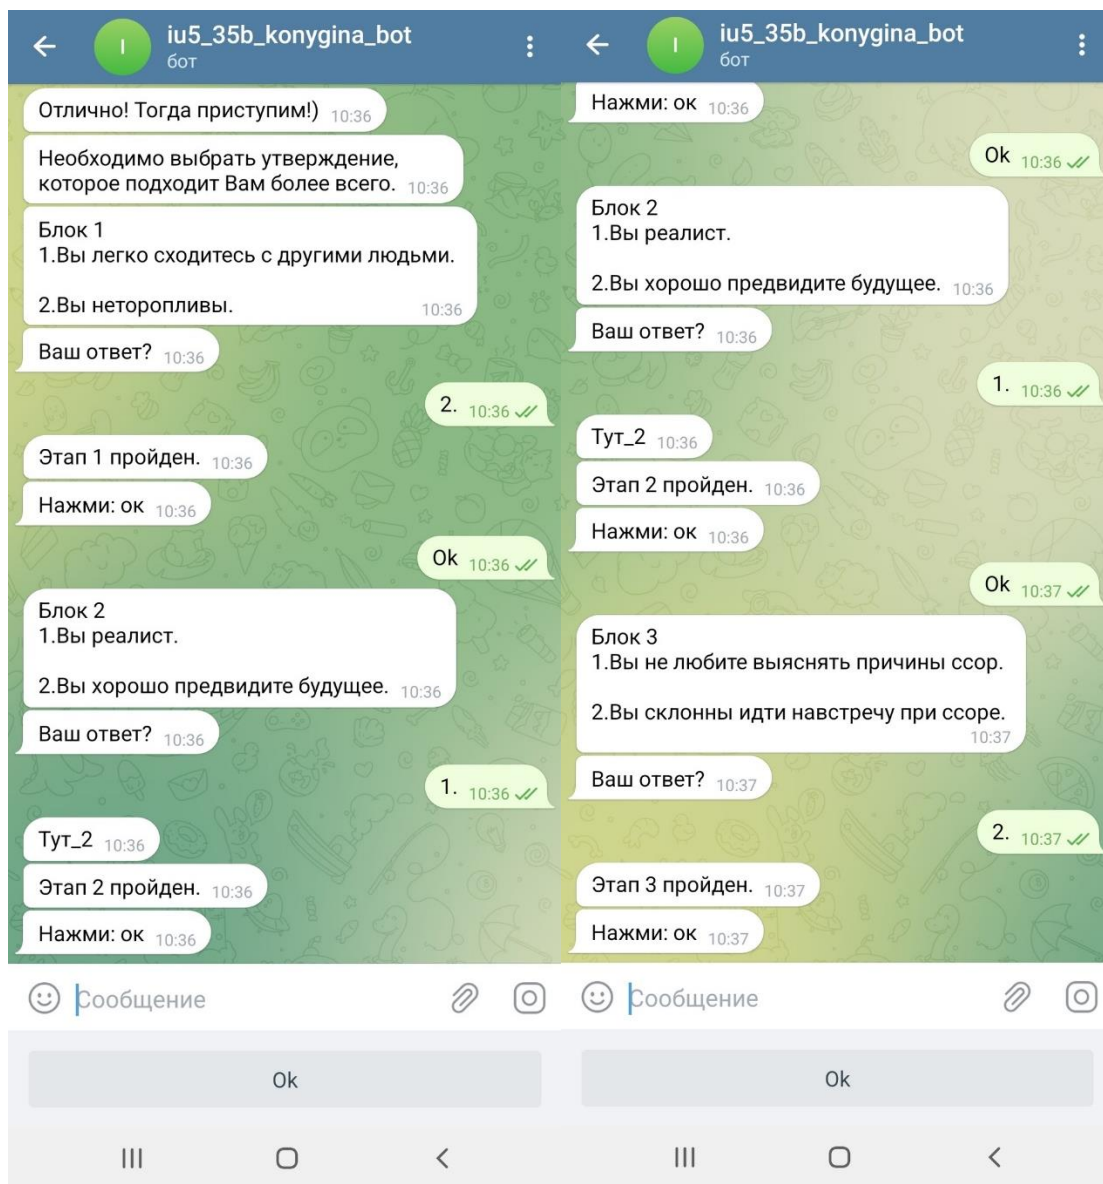 iu5_35b_konygina_bot
бот
I
Отлично! Тогда приступим!) 10:36
Необходимо выбрать утверждение,
которое подходит Вам более всего. 10:36
Блок 1
1.Вы легко сходитесь с другими людьми.
2.Вы неторопливы. 10:36
Ваш ответ? 10:36
2. 10:36
Этап 1 пройден. 10:36
Нажми: ок 10:36
Ok 10:36
Блок 2
1.Вы реалист.
2.Вы хорошо предвидите будущее. 10:36
Ваш ответ? 10:36
1. 10:36
Тут_2 10:36
Этап 2 пройден. 10:36
Нажми: ок 10:36
Сообщение
Ok
iu5_35b_konygina_bot
бот
I
Нажми: ок 10:36
Ok 10:36
Блок 2
1.Вы реалист.
2.Вы хорошо предвидите будущее. 10:36
Ваш ответ? 10:36
1. 10:36
Тут_2 10:36
Этап 2 пройден. 10:36
Нажми: ок 10:36
Ok 10:37
Блок 3
1.Вы не любите выяснять причины ссор.
2.Вы склонны идти навстречу при ссоре.
10:37
Ваш ответ? 10:37
2. 10:37
Этап 3 пройден. 10:37
Нажми: ок 10:37
Сообщение
Ok